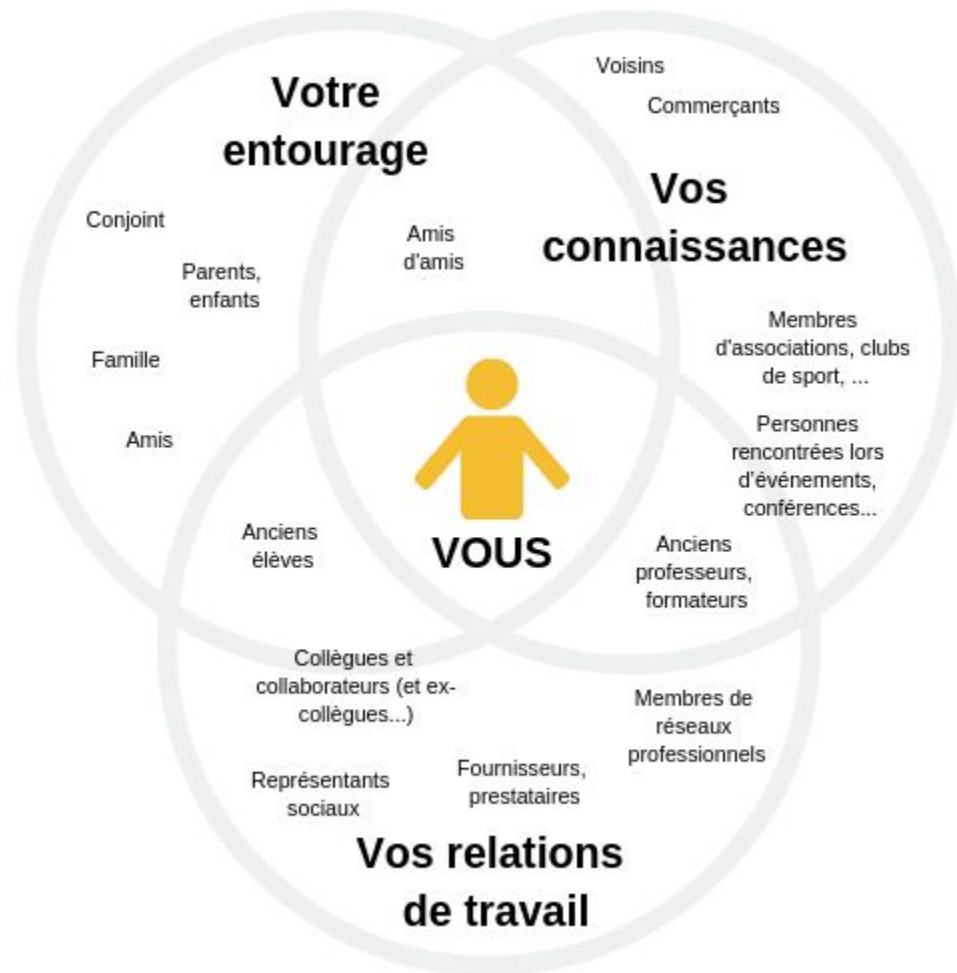 Votre
entourage
Conjoint
Parents,
enfants
Famille
Amis
Amis
d'amis
Voisins
Commerçants
Vos
connaissances
Membres
d'associations, clubs
de sport, ...
Personnes
rencontrées lors
d'événements,
conférences...
VOUS
Anciens
élèves
Anciens
professeurs,
formateurs
Collègues et
collaborateurs (et ex-
collègues...)
Membres de
réseaux
professionnels
Représentants
sociaux
Fournisseurs,
prestataires
Vos relations
de travail